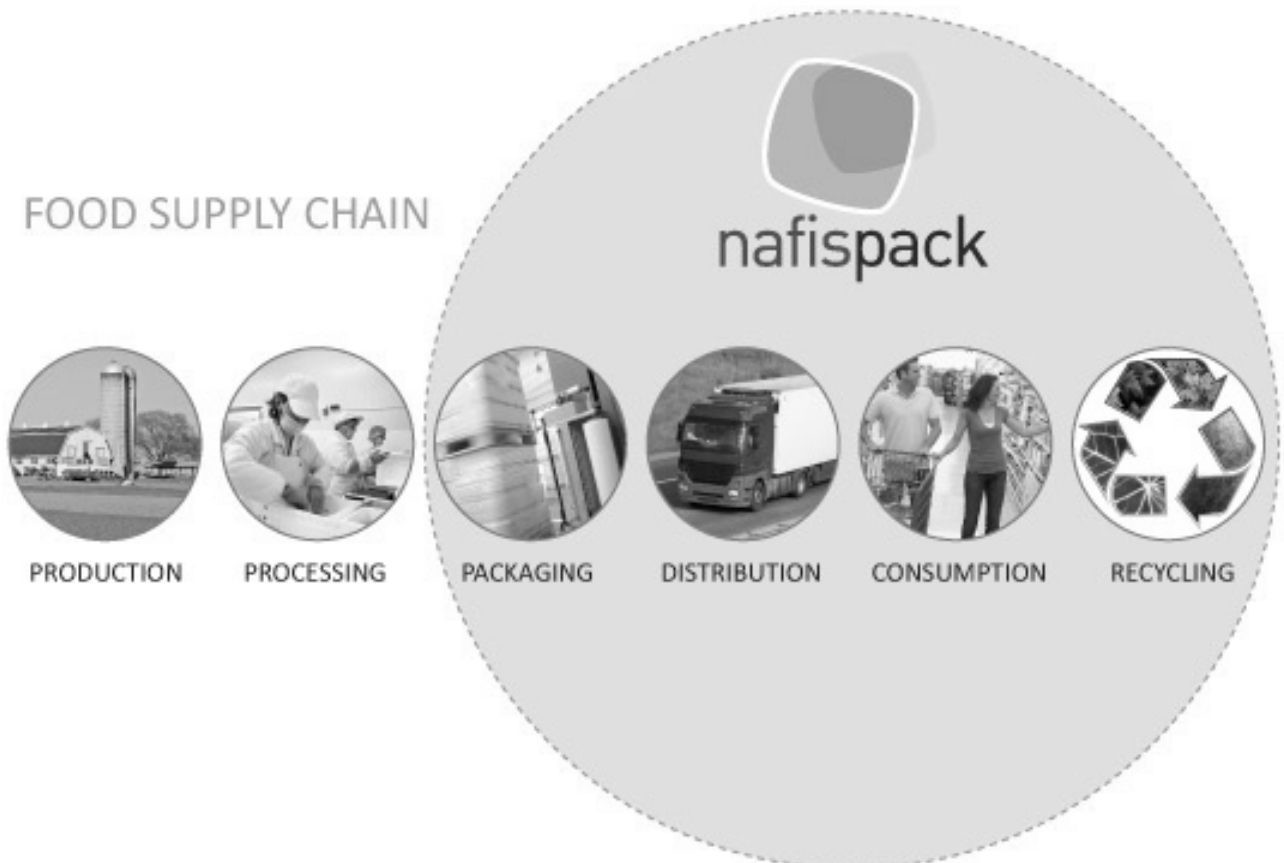 FOOD SUPPLY CHAIN
nafispack
PRODUCTION
PROCESSING
PACKAGING
DISTRIBUTION
CONSUMPTION
RECYCLING